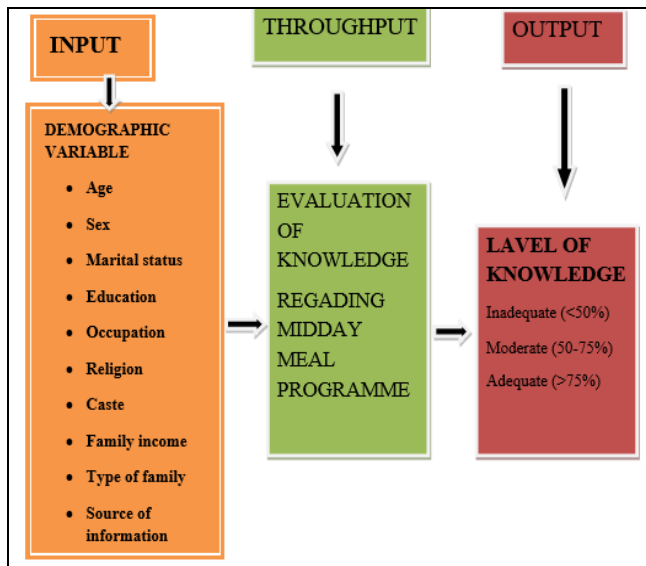 INPUT
DEMOGRAPHIC
VARIABLE
• Age
• Sex
• Marital status
• Education
• Occupation
• Religion
• Caste
• Family income
• Type of family
• Source of
information
THROUGHPUT
EVALUATION
OF
KNOWLEDGE
REGADING
MIDDAY
MEAL
PROGRAMME
OUTPUT
LAVEL OF
KNOWLEDGE
Inadequate (<50%)
Moderate (50-75%)
Adequate (>75%)